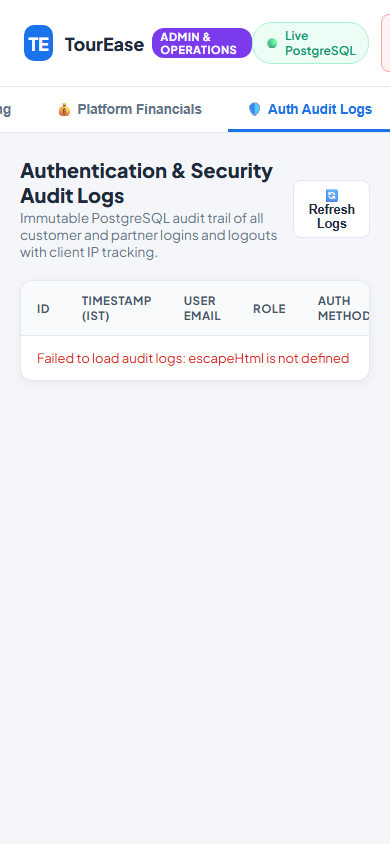 TE TourEase
ADMIN &
OPERATIONS
Live
PostgreSQL
ng
Platform Financials
Auth Audit Logs
Authentication & Security
Audit Logs
Immutable PostgreSQL audit trail of all
customer and partner logins and logouts
with client IP tracking.
Refresh
Logs
ID
TIMESTAMP
(IST)
USER
EMAIL
ROLE
AUTH
METHOD
Failed to load audit logs: escapeHtml is not defined